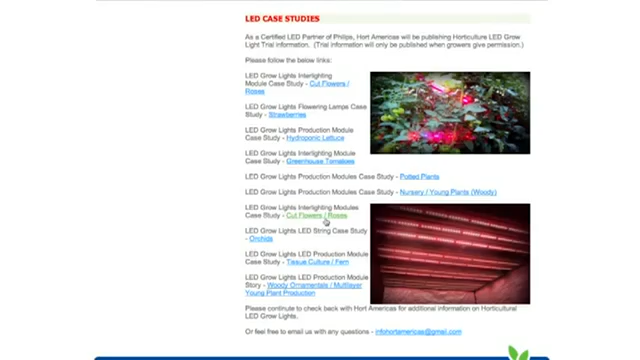 LED CASE STUDIES
As a Certified LED Partner of Philips, Hort Americas will be publishing Horticulture LED Grow
Light Trial information. (Trial information will only be published when growers give permission.)
Please follow the below links:
LED Grow Lights Interlighting
Module Case Study - Cut Flowers /
Roses
LED Grow Lights Flowering Lamps Case
Study - Strawberries
LED Grow Lights Production Module
Case Study - Hydroponic Lettuce
LED Grow Lights Interlighting Module
Case Study - Greenhouse Tomatoes
LED Grow Lights Production Modules Case Study - Potted Plants
LED Grow Lights Production Modules Case Study - Nursery / Young Plants (Woody)
LED Grow Lights Interlighting Modules
Case Study - Cut Flowers / Roses
LED Grow Lights LED String Case Study
- Orchids
LED Grow Lights LED Production Module
Case Study - Tissue Culture / Fern
LED Grow Lights LED Production Module
Story - Woody Ornamentals / Multilayer
Young Plant Production
Please continue to check back with Hort Americas for additional information on Horticultural
LED Grow Lights.
Or feel free to email us with any questions - infohortamericas@gmail.com